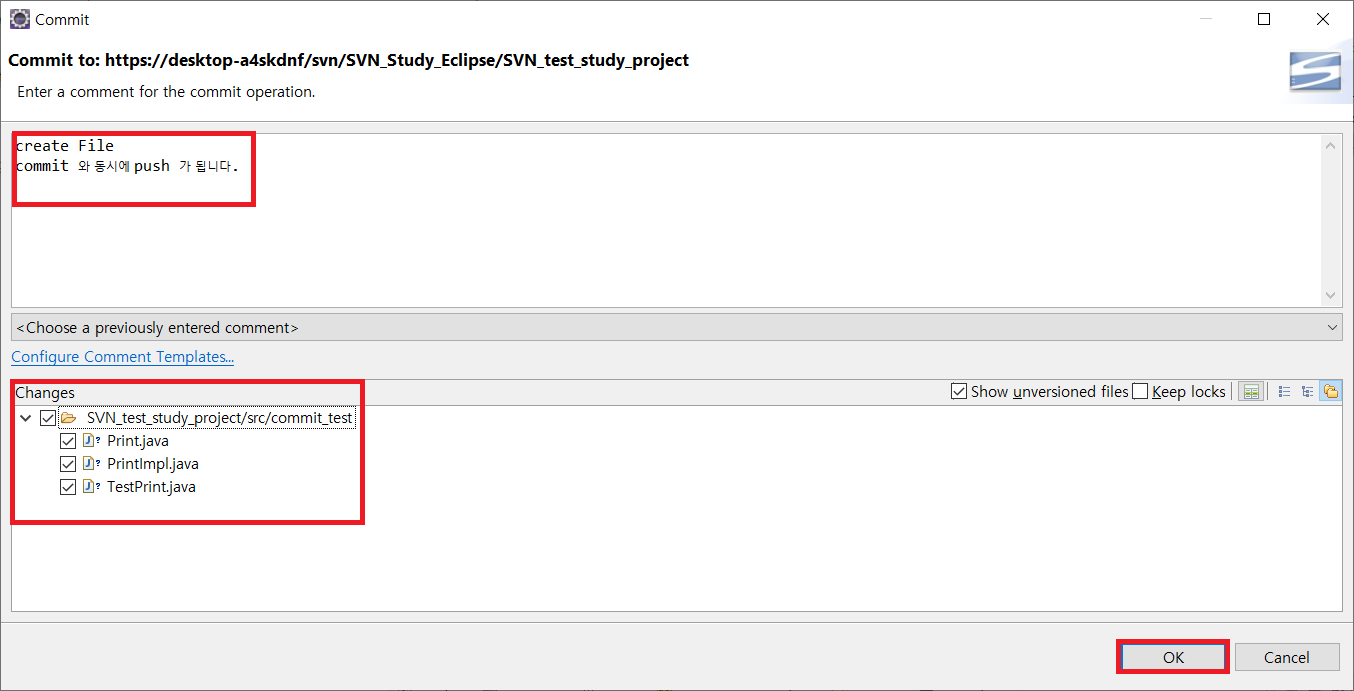 Commit
Commit to: https://desktop-a4skdnf/svn/SVN_Study_Eclipse/SVN_test_study_project
Enter a comment for the commit operation.
create File
commit 와 동시에 push 가 됩니다.
<Choose a previously entered comment>
Configure Comment Templates...
Changes
Show unversioned files Keep locks
SVN_test_study_project/src/commit_test
Print.java
PrintImpl.java
TestPrint.java
OK Cancel